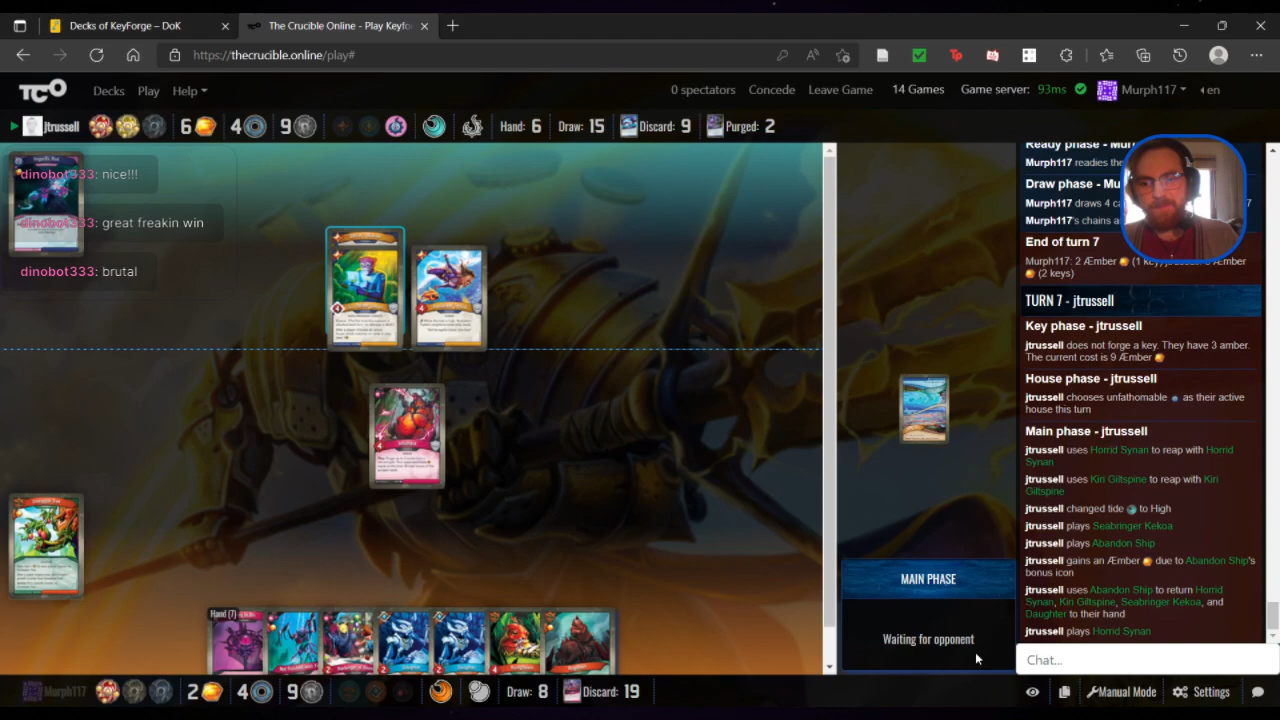 Decks of KeyForge – DoK
The Crucible Online - Play Keyfo
https://thecrucible.online/play#
TCO
Decks
Play
Help
0 spectators
Concede
Leave Game
14 Games
Game server: 93ms
Murph117
en
jtrussell
6
4
9
Hand: 6
Draw: 15
Discard: 9
Purged: 2
dinobot333: nice!!!
dinobot333: great freakin win
dinobot333: brutal
Ready phase - Mur
Murph117 readies the
Draw phase - Mu
Murph117 draws 4 ca
7
Murph117's chains a
End of turn 7
Murph117: 2 Æmber (1 key)
Æmber
(2 keys)
TURN 7 - jtrussell
Key phase - jtrussell
jtrussell does not forge a key. They have 3 amber.
The current cost is 9 Æmber
House phase - jtrussell
jtrussell chooses unfathomable as their active
house this turn
Main phase - jtrussell
jtrussell uses Horrid Synan to reap with Horrid
Synan
jtrussell uses Kiri Giltspine to reap with Kiri
Giltspine
jtrussell changed tide to High
jtrussell plays Seabringer Kekoa
jtrussell plays Abandon Ship
jtrussell gains an Æmber due to Abandon Ship's
bonus icon
jtrussell uses Abandon Ship to return Horrid
Synan, Kiri Giltspine, Seabringer Kekoa, and
Daughter to their hand
jtrussell plays Horrid Synan
MAIN PHASE
Waiting for opponent
Hand (7)
Chat...
Murph117
2
4
9
Draw: 8
Discard: 19
Manual Mode
Settings